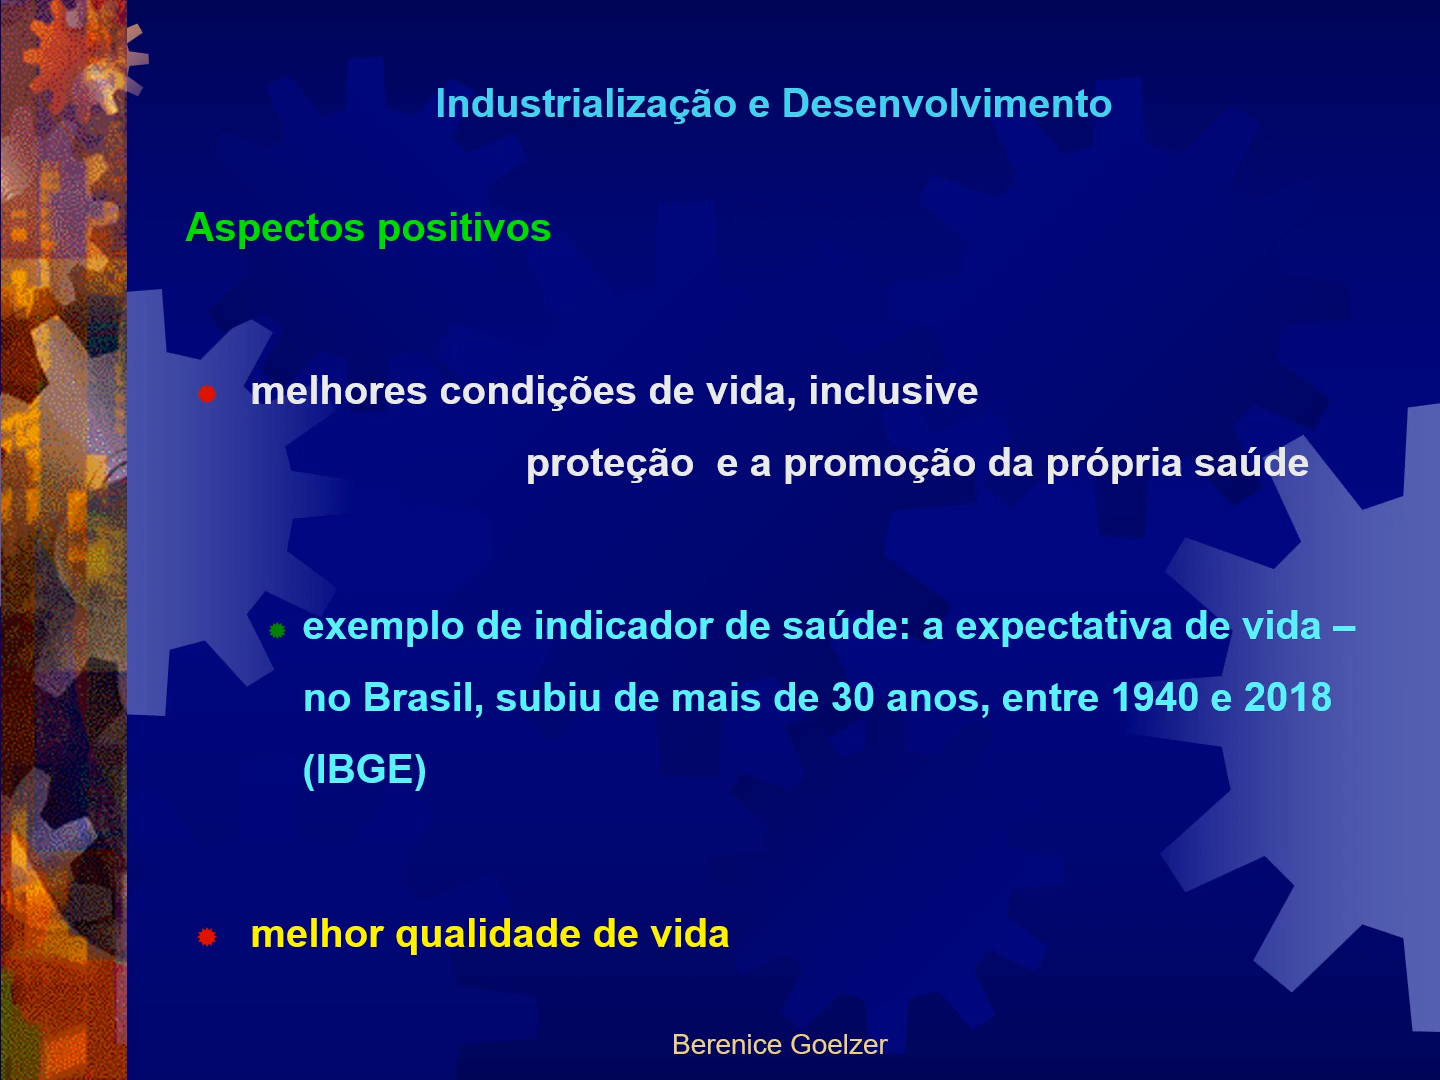 Industrialização e Desenvolvimento
Aspectos positivos
melhores condições de vida, inclusive
proteção e a promoção da própria saúde
exemplo de indicador de saúde: a expectativa de vida –
no Brasil, subiu de mais de 30 anos, entre 1940 e 2018
(IBGE)
melhor qualidade de vida
Berenice Goelzer